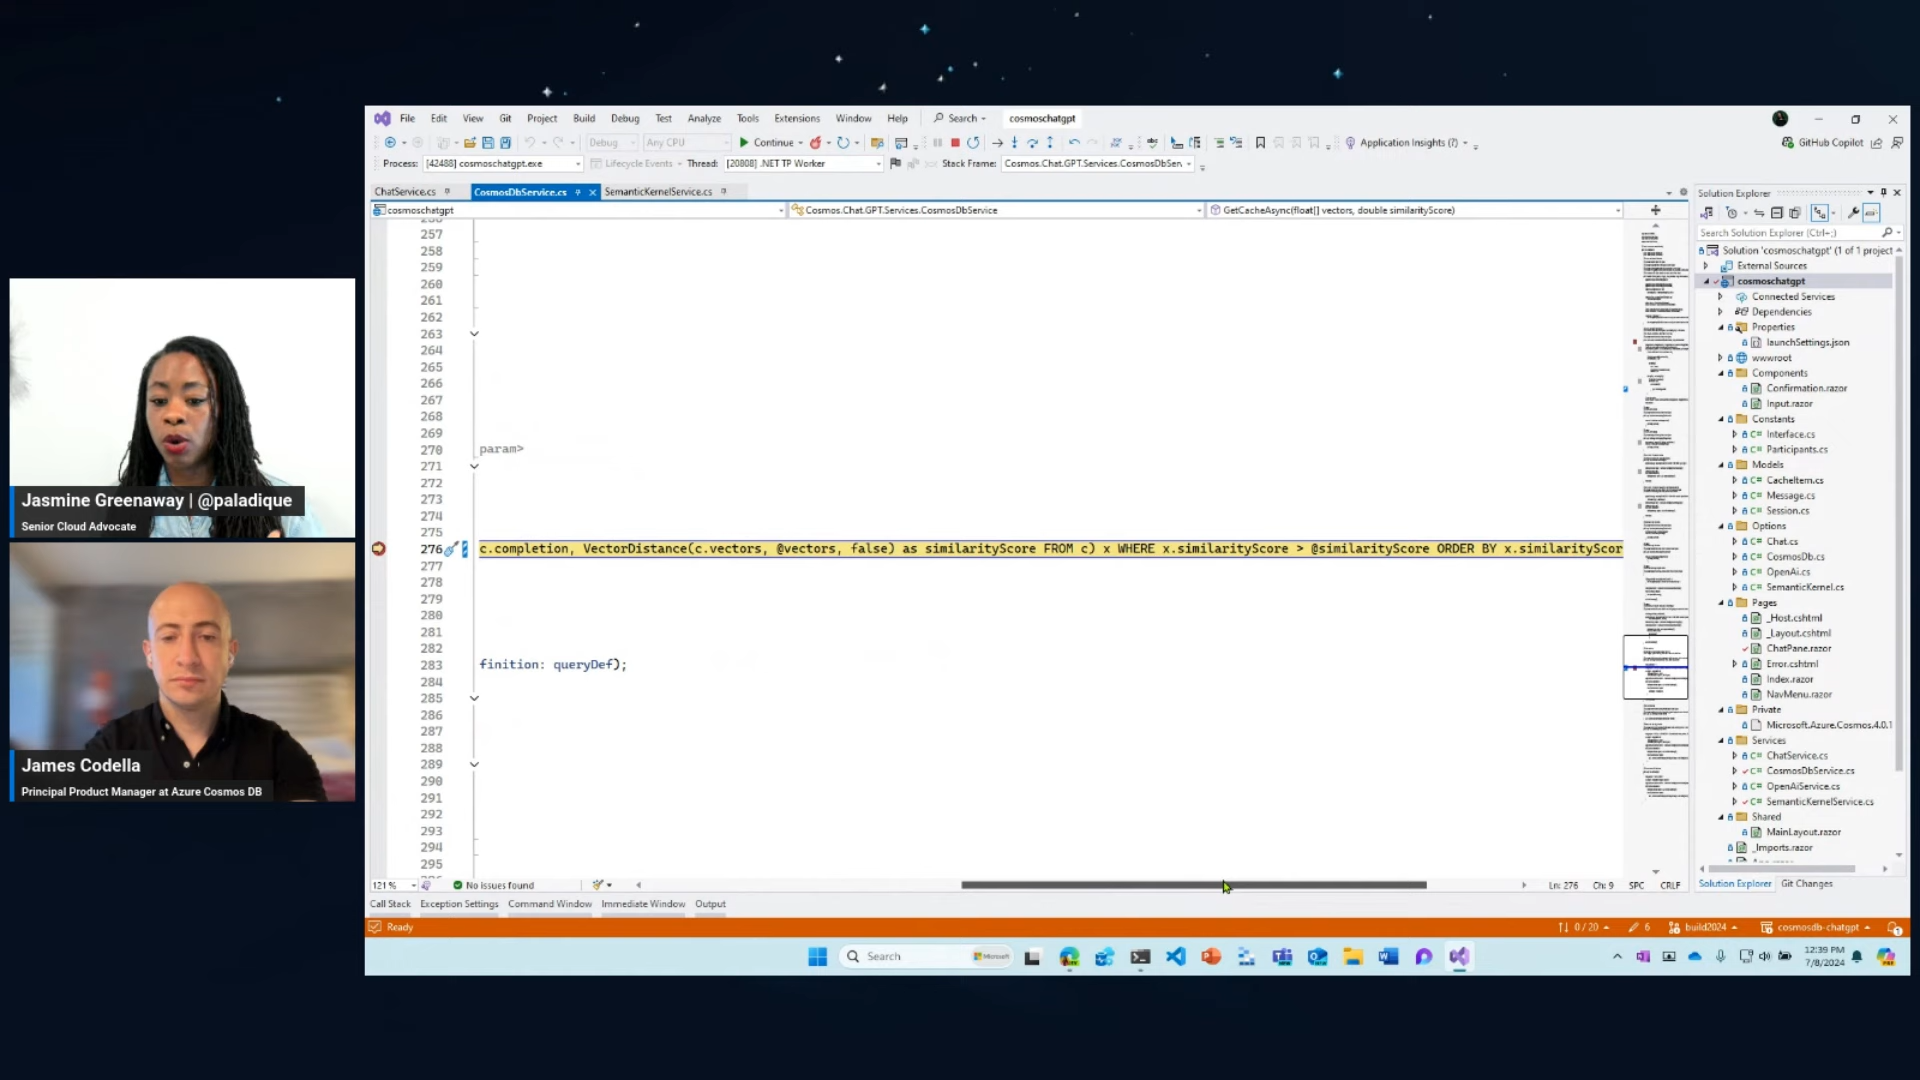 File Edit View Git Project Build Debug Test Analyze Tools Extensions Window Help Search cosmoschatgpt
Debug Any CPU Continue Application Insights (?) GitHub Copilot
Process: [42488] cosmoschatgpt.exe Lifecycle Events Thread: [20808] .NET TP Worker Stack Frame: Cosmos.Chat.GPT.Services.CosmosDbSen
ChatService.cs CosmosDbService.cs SemanticKernelService.cs
cosmoschatgpt Cosmos.Chat.GPT.Services.CosmosDbService GetCacheAsync(float[] vectors, double similarityScore)
257
258
259
260
261
262
263
264
265
266
267
268
269
270 param>
271
272
273
274
275
276 c.completion, VectorDistance(c.vectors, @vectors, false) as similarityScore FROM c) x WHERE x.similarityScore > @similarityScore ORDER BY x.similarityScor
277
278
279
280
281
282
283 finition: queryDef);
284
285
286
287
288
289
290
291
292
293
294
295
121 % No issues found Ln: 276 Ch: 9 SPC CRLF
Call Stack Exception Settings Command Window Immediate Window Output
Ready 0 / 20 6 build2024 cosmosdb-chatgpt
Solution Explorer
Search Solution Explorer (Ctrl+;)
Solution 'cosmoschatgpt' (1 of 1 project
External Sources
cosmoschatgpt
Connected Services
Dependencies
Properties
launchSettings.json
wwwroot
Components
Confirmation.razor
Input.razor
Constants
C# Interface.cs
C# Participants.cs
Models
C# CacheItem.cs
C# Message.cs
C# Session.cs
Options
C# Chat.cs
C# CosmosDb.cs
C# OpenAi.cs
C# SemanticKernel.cs
Pages
_Host.cshtml
_Layout.cshtml
ChatPane.razor
Error.cshtml
Index.razor
NavMenu.razor
Private
Microsoft.Azure.Cosmos.4.0.1
Services
C# ChatService.cs
C# CosmosDbService.cs
C# OpenAiService.cs
C# SemanticKernelService.cs
Shared
MainLayout.razor
_Imports.razor
Solution Explorer Git Changes
Search Microsoft
12:39 PM
7/8/2024
Jasmine Greenaway | @paladique
Senior Cloud Advocate
James Codella
Principal Product Manager at Azure Cosmos DB